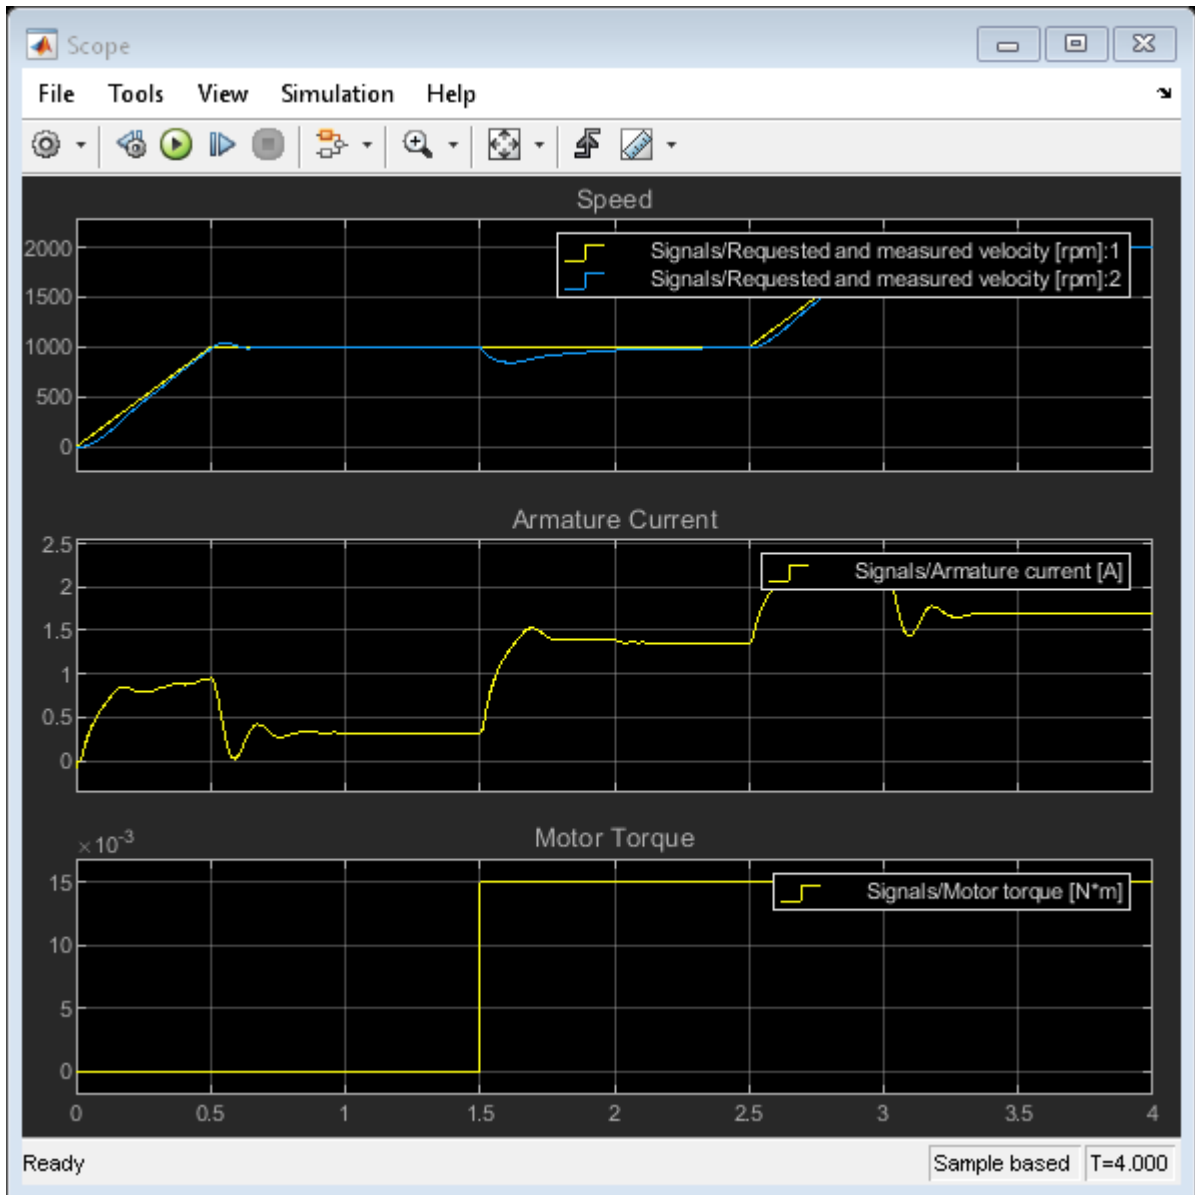 Scope
File Tools View Simulation Help
Speed
Signals/Requested and measured velocity [rpm]:1
Signals/Requested and measured velocity [rpm]:2
2000
1500
1000
500
0
Armature Current
Signals/Armature current [A]
2.5
2
1.5
1
0.5
0
Motor Torque
×10-3
Signals/Motor torque [N*m]
15
10
5
0
0 0.5 1 1.5 2 2.5 3 3.5 4
Ready Sample based T=4.000